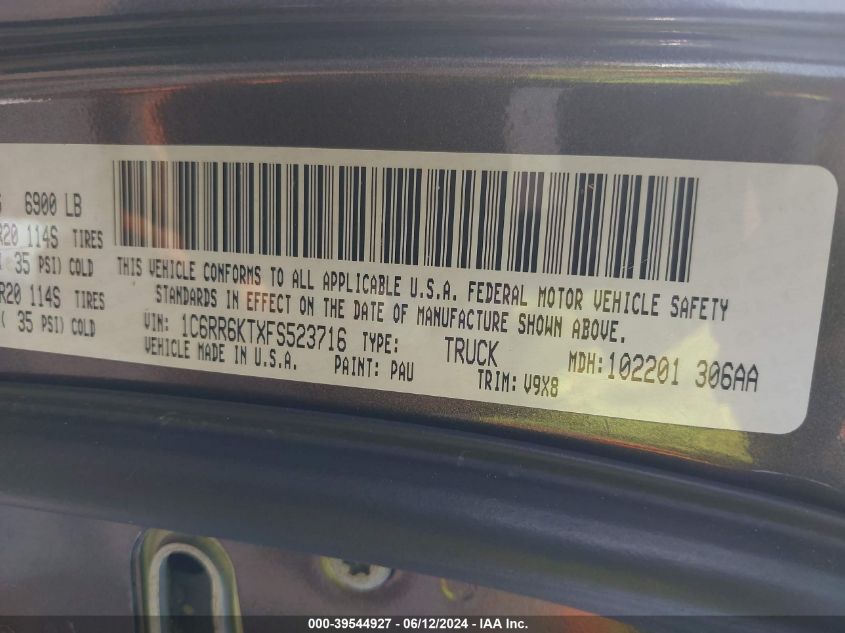 6900 LB
R20 114S TIRES
35 PSI) COLD
R20 114S TIRES
( 35 PSI) COLD
THIS VEHICLE CONFORMS TO ALL APPLICABLE U.S.A. FEDERAL MOTOR VEHICLE SAFETY
STANDARDS IN EFFECT ON THE DATE OF MANUFACTURE SHOWN ABOVE.
VIN: 1C6RR6KTXFS523716 TYPE: TRUCK MDH: 102201 306AA
VEHICLE MADE IN U.S.A. PAINT: PAU TRIM: V9X8
000-39544927 - 06/12/2024 - IAA Inc.